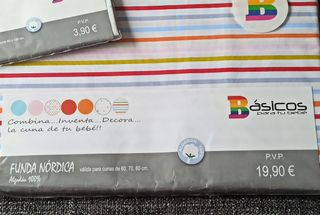 P.V.P.
3,90 €
B
Básicos
para tu bebé
Combina...Inventa...Decora...
la cuna de tu bebé!!
FUNDA NÓRDICA
Algodón 100%
válida para cunas de 60, 70, 80 cm.
P.V.P.
19,90 €